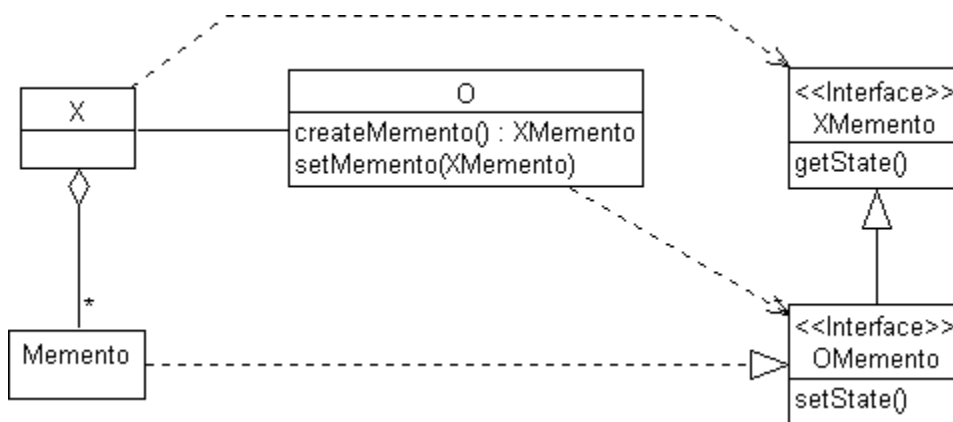 X
O
createMemento() : XMemento
setMemento(XMemento)
<<Interface>>
XMemento
getState()
*
Memento
<<Interface>>
OMemento
setState()